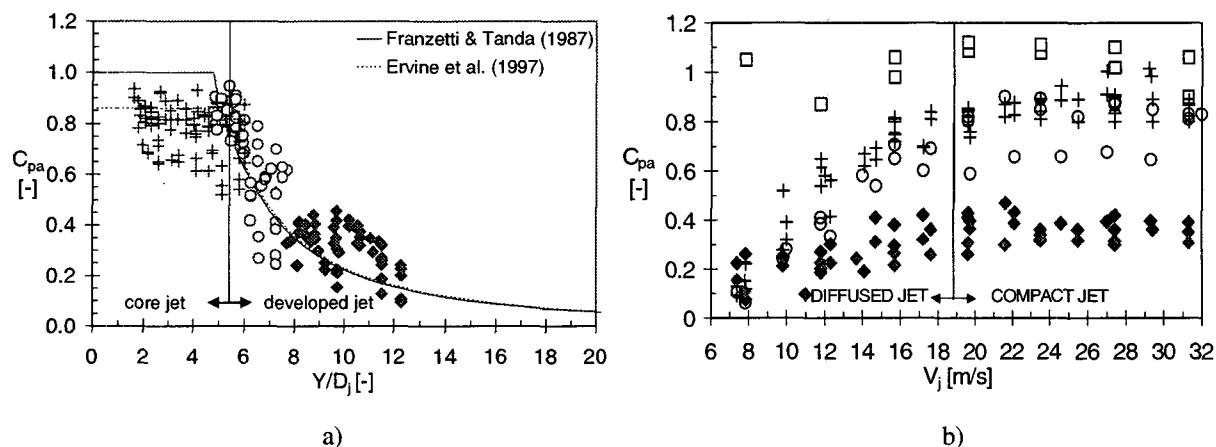 1.2
1.0
0.8
0.6
0.4
0.2
0.0
C_pa
[-]
Franzetti & Tanda (1987)
Ervine et al. (1997)
core jet
developed jet
0 2 4 6 8 10 12 14 16 18 20
Y/D_j [-]
a)
1.2
1
0.8
0.6
0.4
0.2
0
C_pa
[-]
DIFFUSED JET
COMPACT JET
6 8 10 12 14 16 18 20 22 24 26 28 30 32
V_j [m/s]
b)